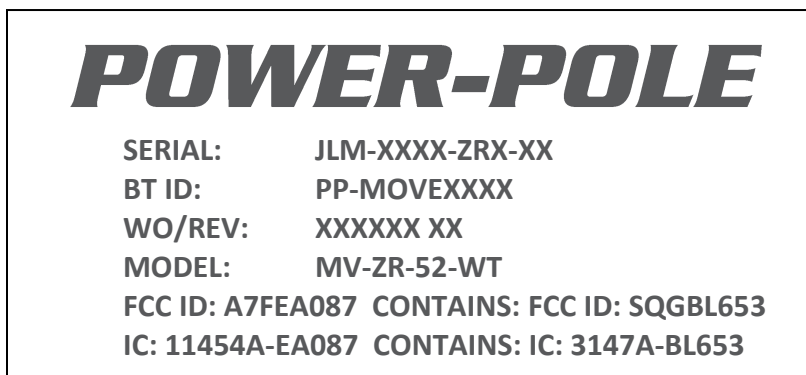 POWER-POLE
SERIAL: JLM-XXXX-ZRX-XX
BT ID: PP-MOVEXXXX
WO/REV: XXXXXX XX
MODEL: MV-ZR-52-WT
FCC ID: A7FEA087 CONTAINS: FCC ID: SQGBL653
IC: 11454A-EA087 CONTAINS: IC: 3147A-BL653